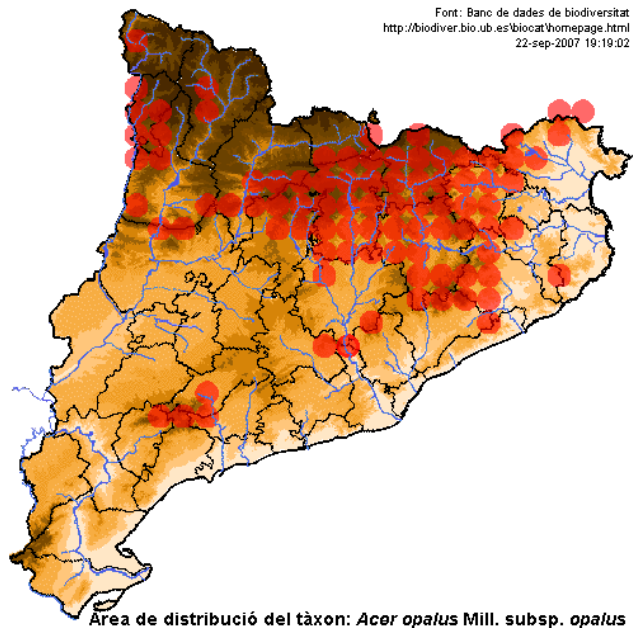 Font: Banc de dades de biodiversitat
http://biodiver.bio.ub.es\biocat\homepage.html
22-sep-2007 19:19:02
Àrea de distribució del tàxon: Acer opalus Mill. subsp. opalus